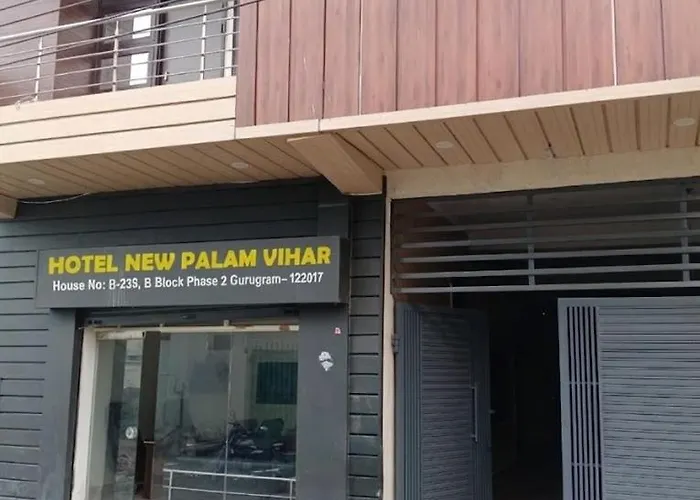 HOTEL NEW PALAM VIHAR
House No: B-23S, B Block Phase 2 Gurugram-122017